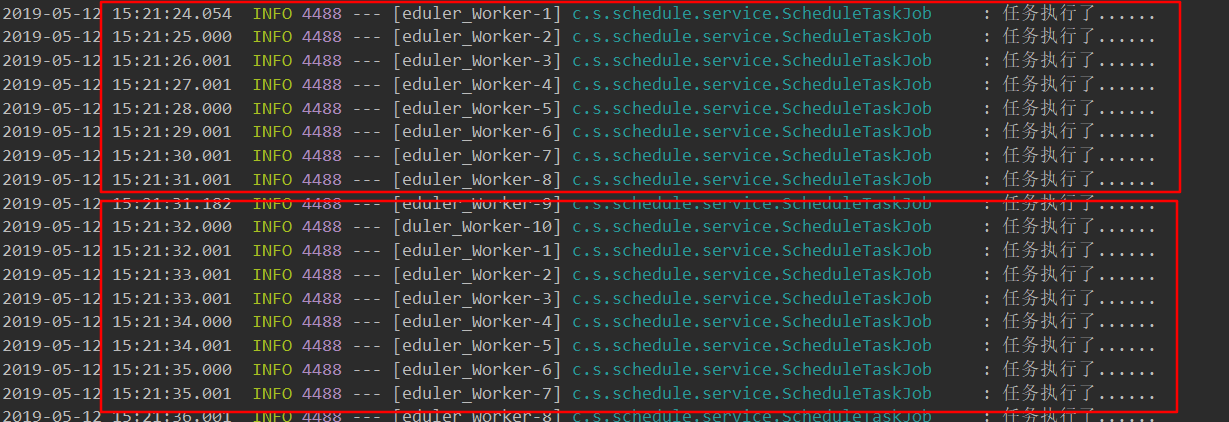 2019-05-12 15:21:24.054  INFO 4488 --- [eduler_Worker-1] c.s.schedule.service.ScheduleTaskJob     : 任务执行了......
2019-05-12 15:21:25.000  INFO 4488 --- [eduler_Worker-2] c.s.schedule.service.ScheduleTaskJob     : 任务执行了......
2019-05-12 15:21:26.001  INFO 4488 --- [eduler_Worker-3] c.s.schedule.service.ScheduleTaskJob     : 任务执行了......
2019-05-12 15:21:27.001  INFO 4488 --- [eduler_Worker-4] c.s.schedule.service.ScheduleTaskJob     : 任务执行了......
2019-05-12 15:21:28.000  INFO 4488 --- [eduler_Worker-5] c.s.schedule.service.ScheduleTaskJob     : 任务执行了......
2019-05-12 15:21:29.001  INFO 4488 --- [eduler_Worker-6] c.s.schedule.service.ScheduleTaskJob     : 任务执行了......
2019-05-12 15:21:30.001  INFO 4488 --- [eduler_Worker-7] c.s.schedule.service.ScheduleTaskJob     : 任务执行了......
2019-05-12 15:21:31.001  INFO 4488 --- [eduler_Worker-8] c.s.schedule.service.ScheduleTaskJob     : 任务执行了......
2019-05-12 15:21:31.182  INFO 4488 --- [eduler_Worker-9] c.s.schedule.service.ScheduleTaskJob     : 任务执行了......
2019-05-12 15:21:32.000  INFO 4488 --- [duler_Worker-10] c.s.schedule.service.ScheduleTaskJob     : 任务执行了......
2019-05-12 15:21:32.001  INFO 4488 --- [eduler_Worker-1] c.s.schedule.service.ScheduleTaskJob     : 任务执行了......
2019-05-12 15:21:33.001  INFO 4488 --- [eduler_Worker-2] c.s.schedule.service.ScheduleTaskJob     : 任务执行了......
2019-05-12 15:21:33.001  INFO 4488 --- [eduler_Worker-3] c.s.schedule.service.ScheduleTaskJob     : 任务执行了......
2019-05-12 15:21:34.000  INFO 4488 --- [eduler_Worker-4] c.s.schedule.service.ScheduleTaskJob     : 任务执行了......
2019-05-12 15:21:34.001  INFO 4488 --- [eduler_Worker-5] c.s.schedule.service.ScheduleTaskJob     : 任务执行了......
2019-05-12 15:21:35.000  INFO 4488 --- [eduler_Worker-6] c.s.schedule.service.ScheduleTaskJob     : 任务执行了......
2019-05-12 15:21:35.001  INFO 4488 --- [eduler_Worker-7] c.s.schedule.service.ScheduleTaskJob     : 任务执行了......
2019-05-12 15:21:36.001  INFO 4488 --- [eduler_Worker-8] c.s.schedule.service.ScheduleTaskJob     : 任务执行了......